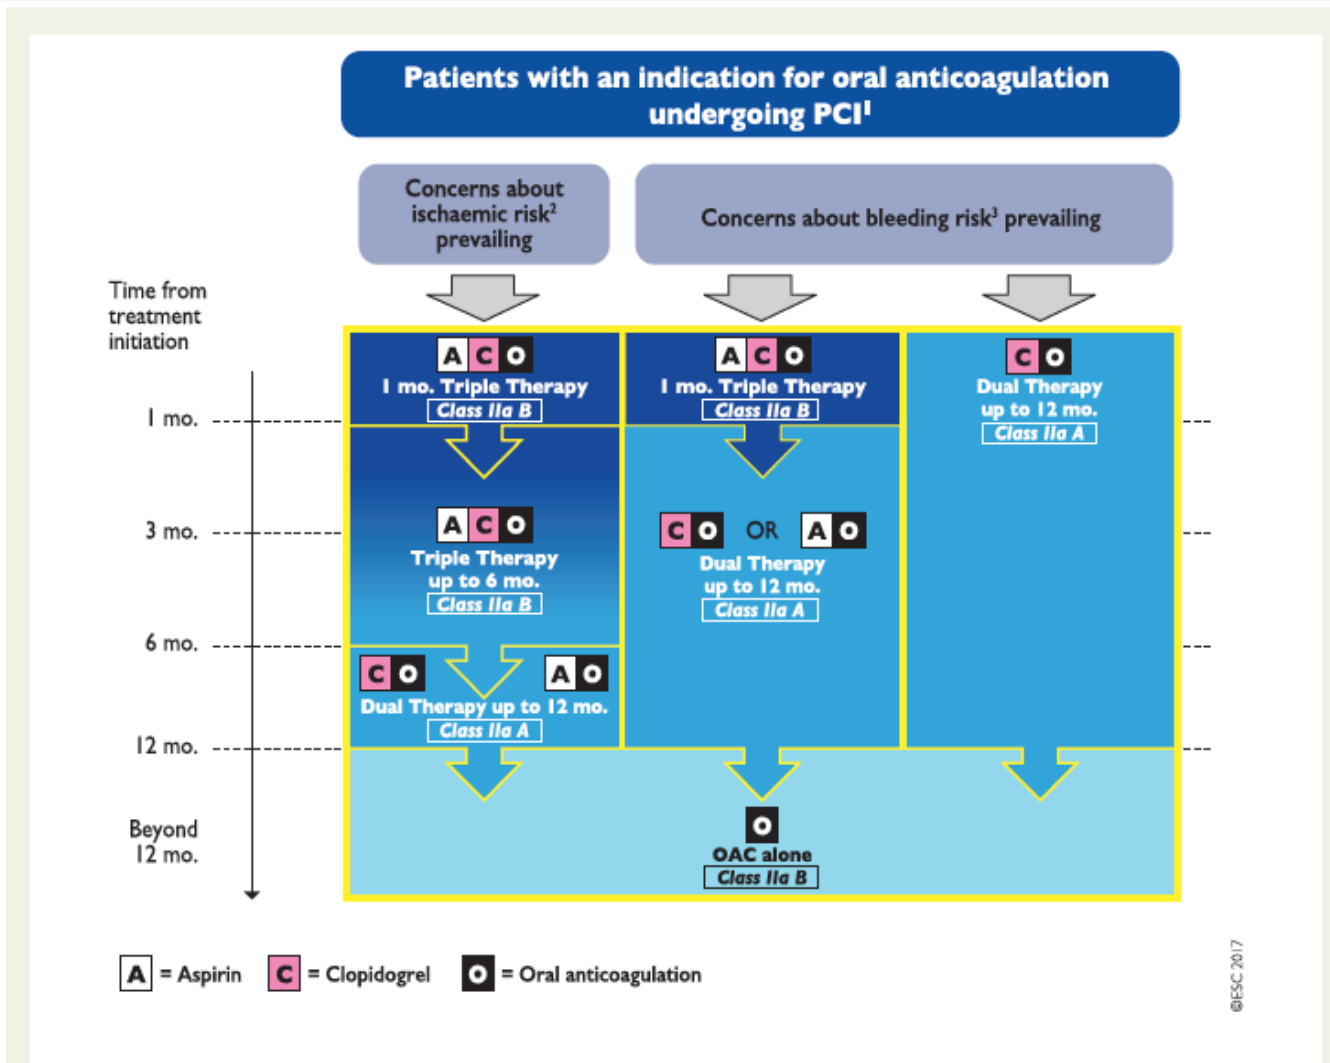 Patients with an indication for oral anticoagulation
undergoing PCI¹
Concerns about
ischaemic risk²
prevailing
Concerns about bleeding risk³ prevailing
Time from
treatment
initiation
A C O
1 mo. Triple Therapy
Class IIa B
A C O
1 mo. Triple Therapy
Class IIa B
C O
Dual Therapy
up to 12 mo.
Class IIa A
1 mo.
3 mo.
A C O
Triple Therapy
up to 6 mo.
Class IIa B
C O OR A O
Dual Therapy
up to 12 mo.
Class IIa A
6 mo.
C O
A O
Dual Therapy up to 12 mo.
Class IIa A
12 mo.
Beyond
12 mo.
O
OAC alone
Class IIa B
A = Aspirin C = Clopidogrel O = Oral anticoagulation
©ESC 2017